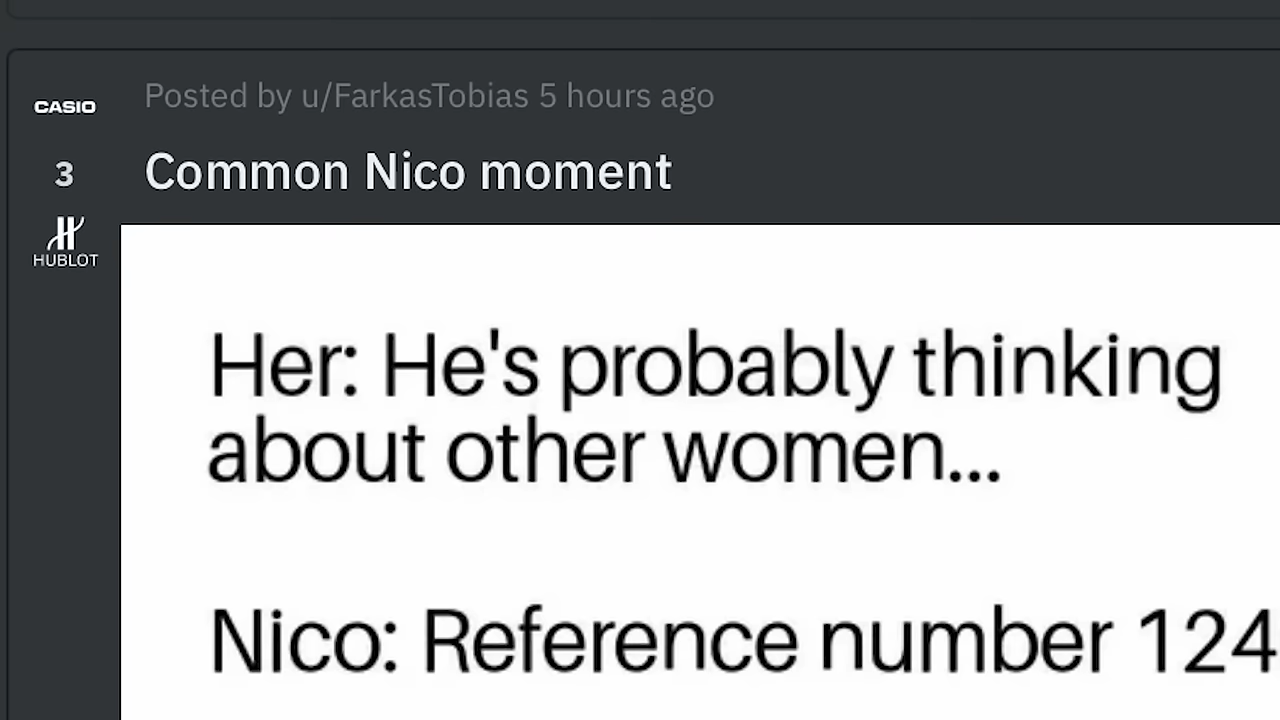 Posted by u/FarkasTobias 5 hours ago
CASIO
Common Nico moment
3
HUBLOT
Her: He's probably thinking
about other women...
Nico: Reference number 124